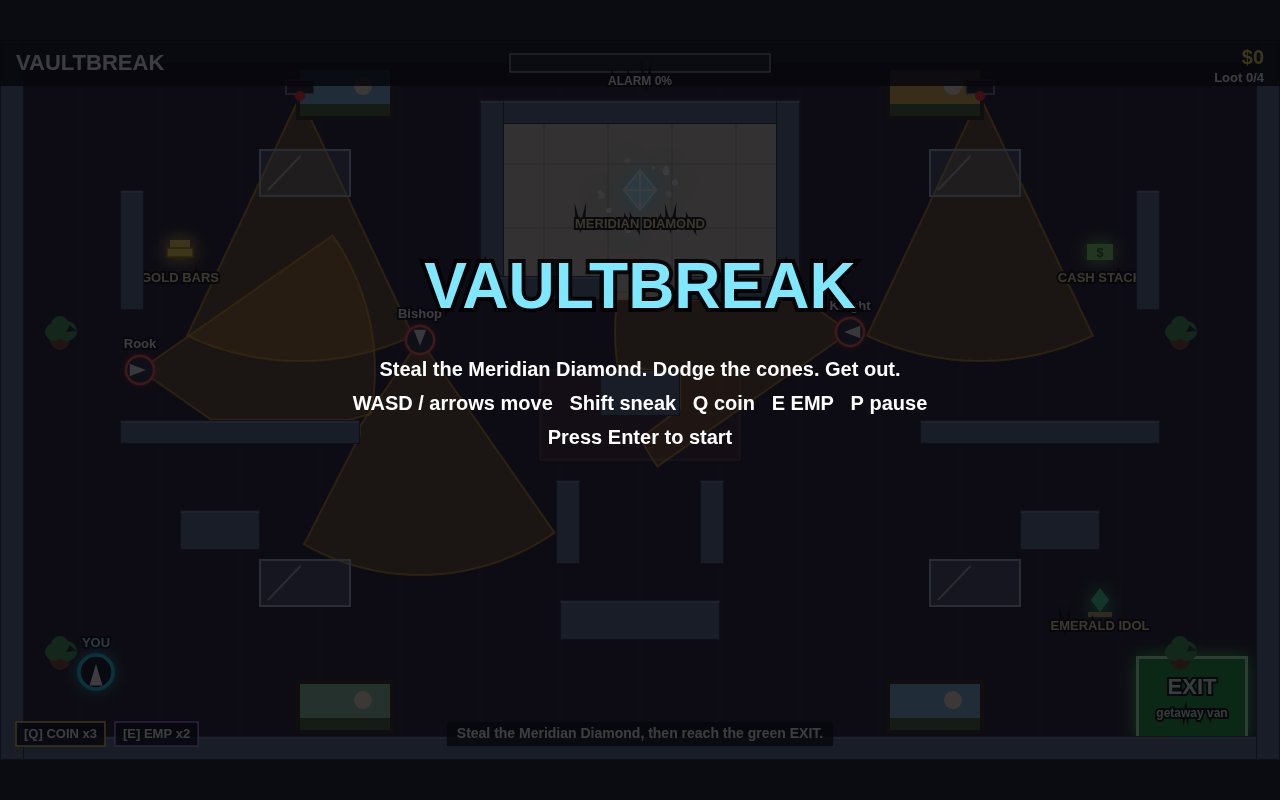 VAULTBREAK
ALARM 0%
$0
Loot 0/4
MERIDIAN DIAMOND
GOLD BARS
$
CASH STACK
VAULTBREAK
Bishop
Knight
Rook
Steal the Meridian Diamond. Dodge the cones. Get out.
WASD / arrows move Shift sneak Q coin E EMP P pause
Press Enter to start
EMERALD IDOL
YOU
EXIT
getaway van
[Q] COIN x3
[E] EMP x2
Steal the Meridian Diamond, then reach the green EXIT.